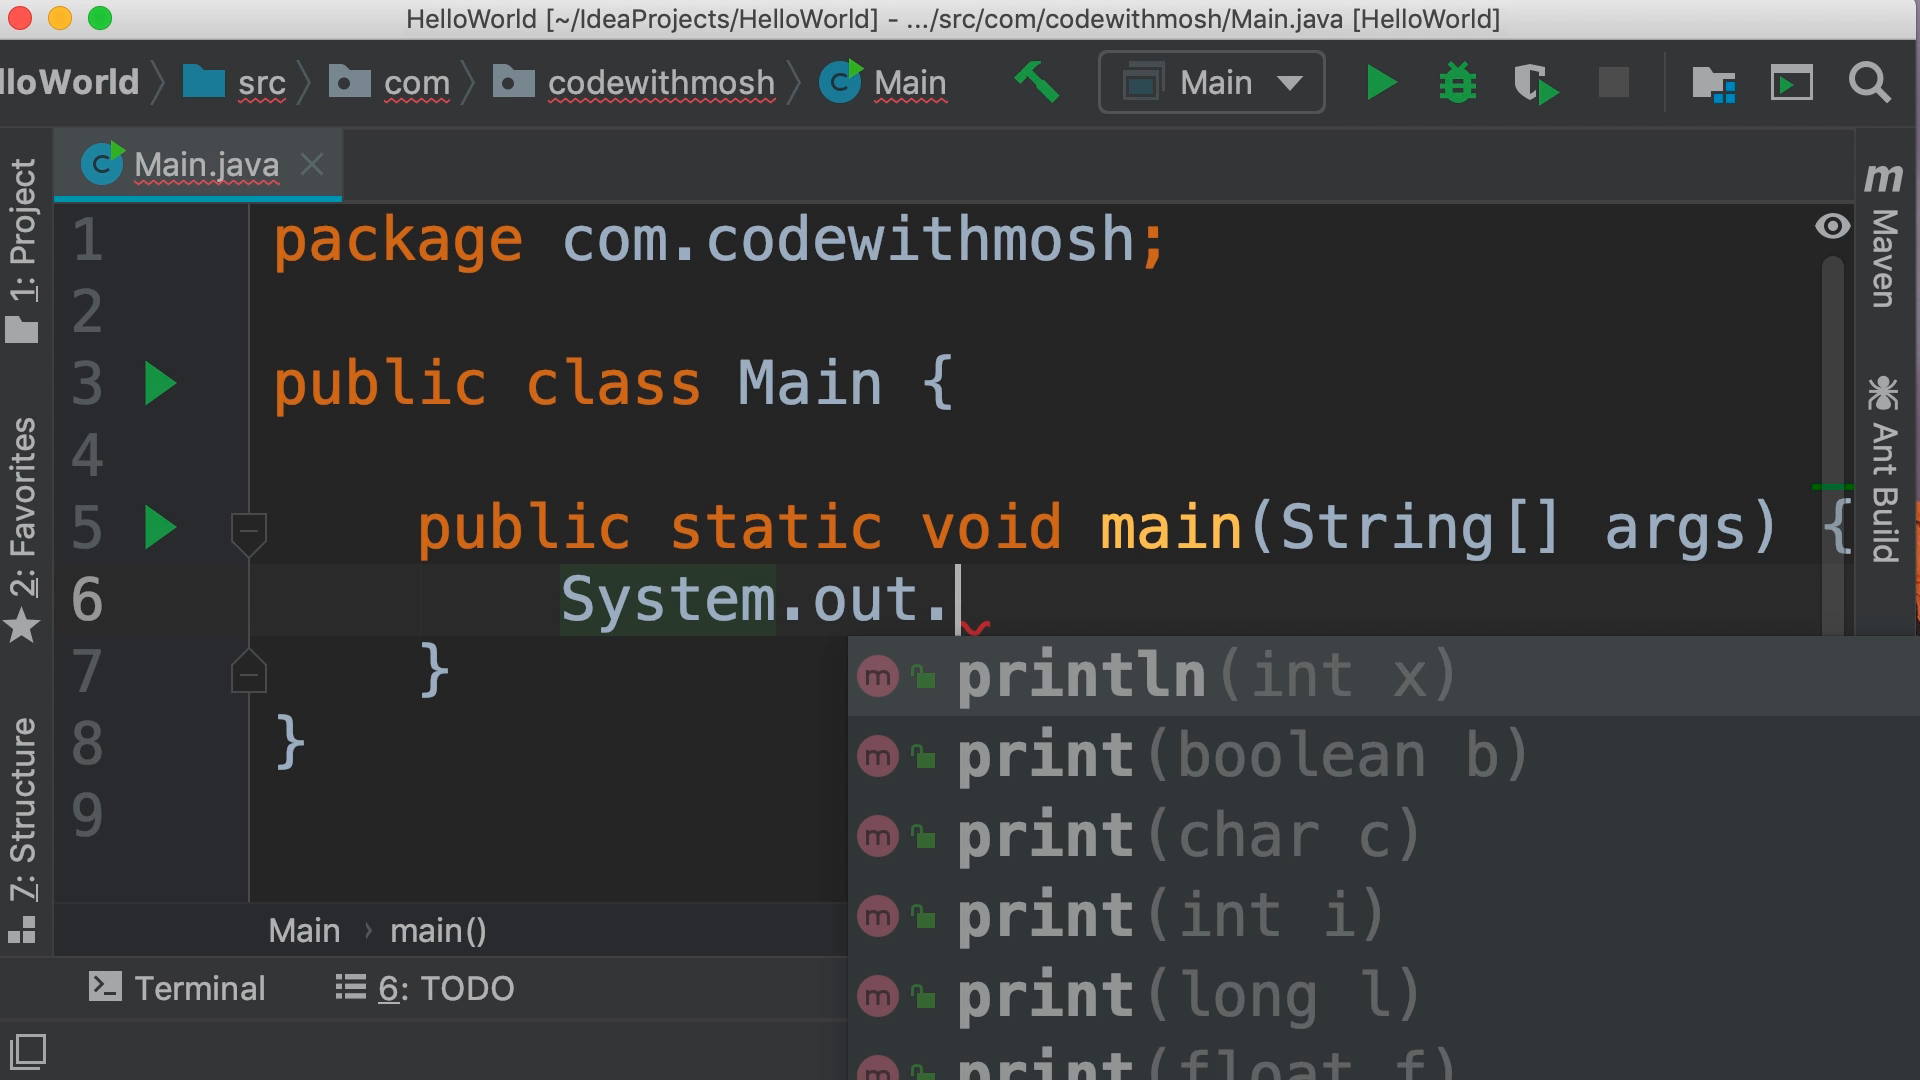 HelloWorld [~/IdeaProjects/HelloWorld] - .../src/com/codewithmosh/Main.java [HelloWorld]
lloWorld src com codewithmosh Main Main
Main.java
1: Project
2: Favorites
7: Structure
1 package com.codewithmosh;
2
3 public class Main {
4
5 public static void main(String[] args) {
6 System.out.
7 }
8 }
9
println(int x)
print(boolean b)
print(char c)
print(int i)
print(long l)
print(float f)
Main › main()
Terminal 6: TODO
m Maven
Ant Build